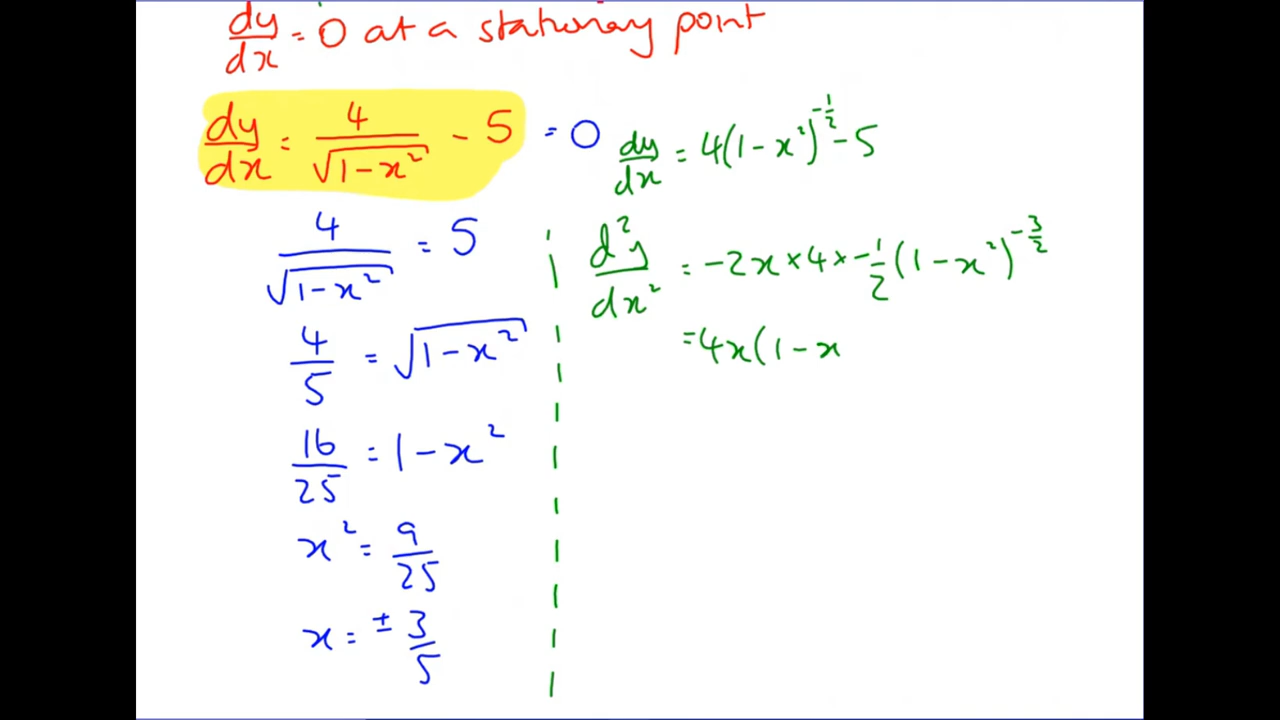 dy/dx = 0 at a stationary point
dy/dx = 4/√(1-x²) - 5 = 0
4/√(1-x²) = 5
4/5 = √(1-x²)
16/25 = 1-x²
x² = 9/25
x = ± 3/5
dy/dx = 4(1-x²)^(-1/2) - 5
d²y/dx² = -2x × 4 × -1/2 (1-x²)^(-3/2)
= 4x(1-x